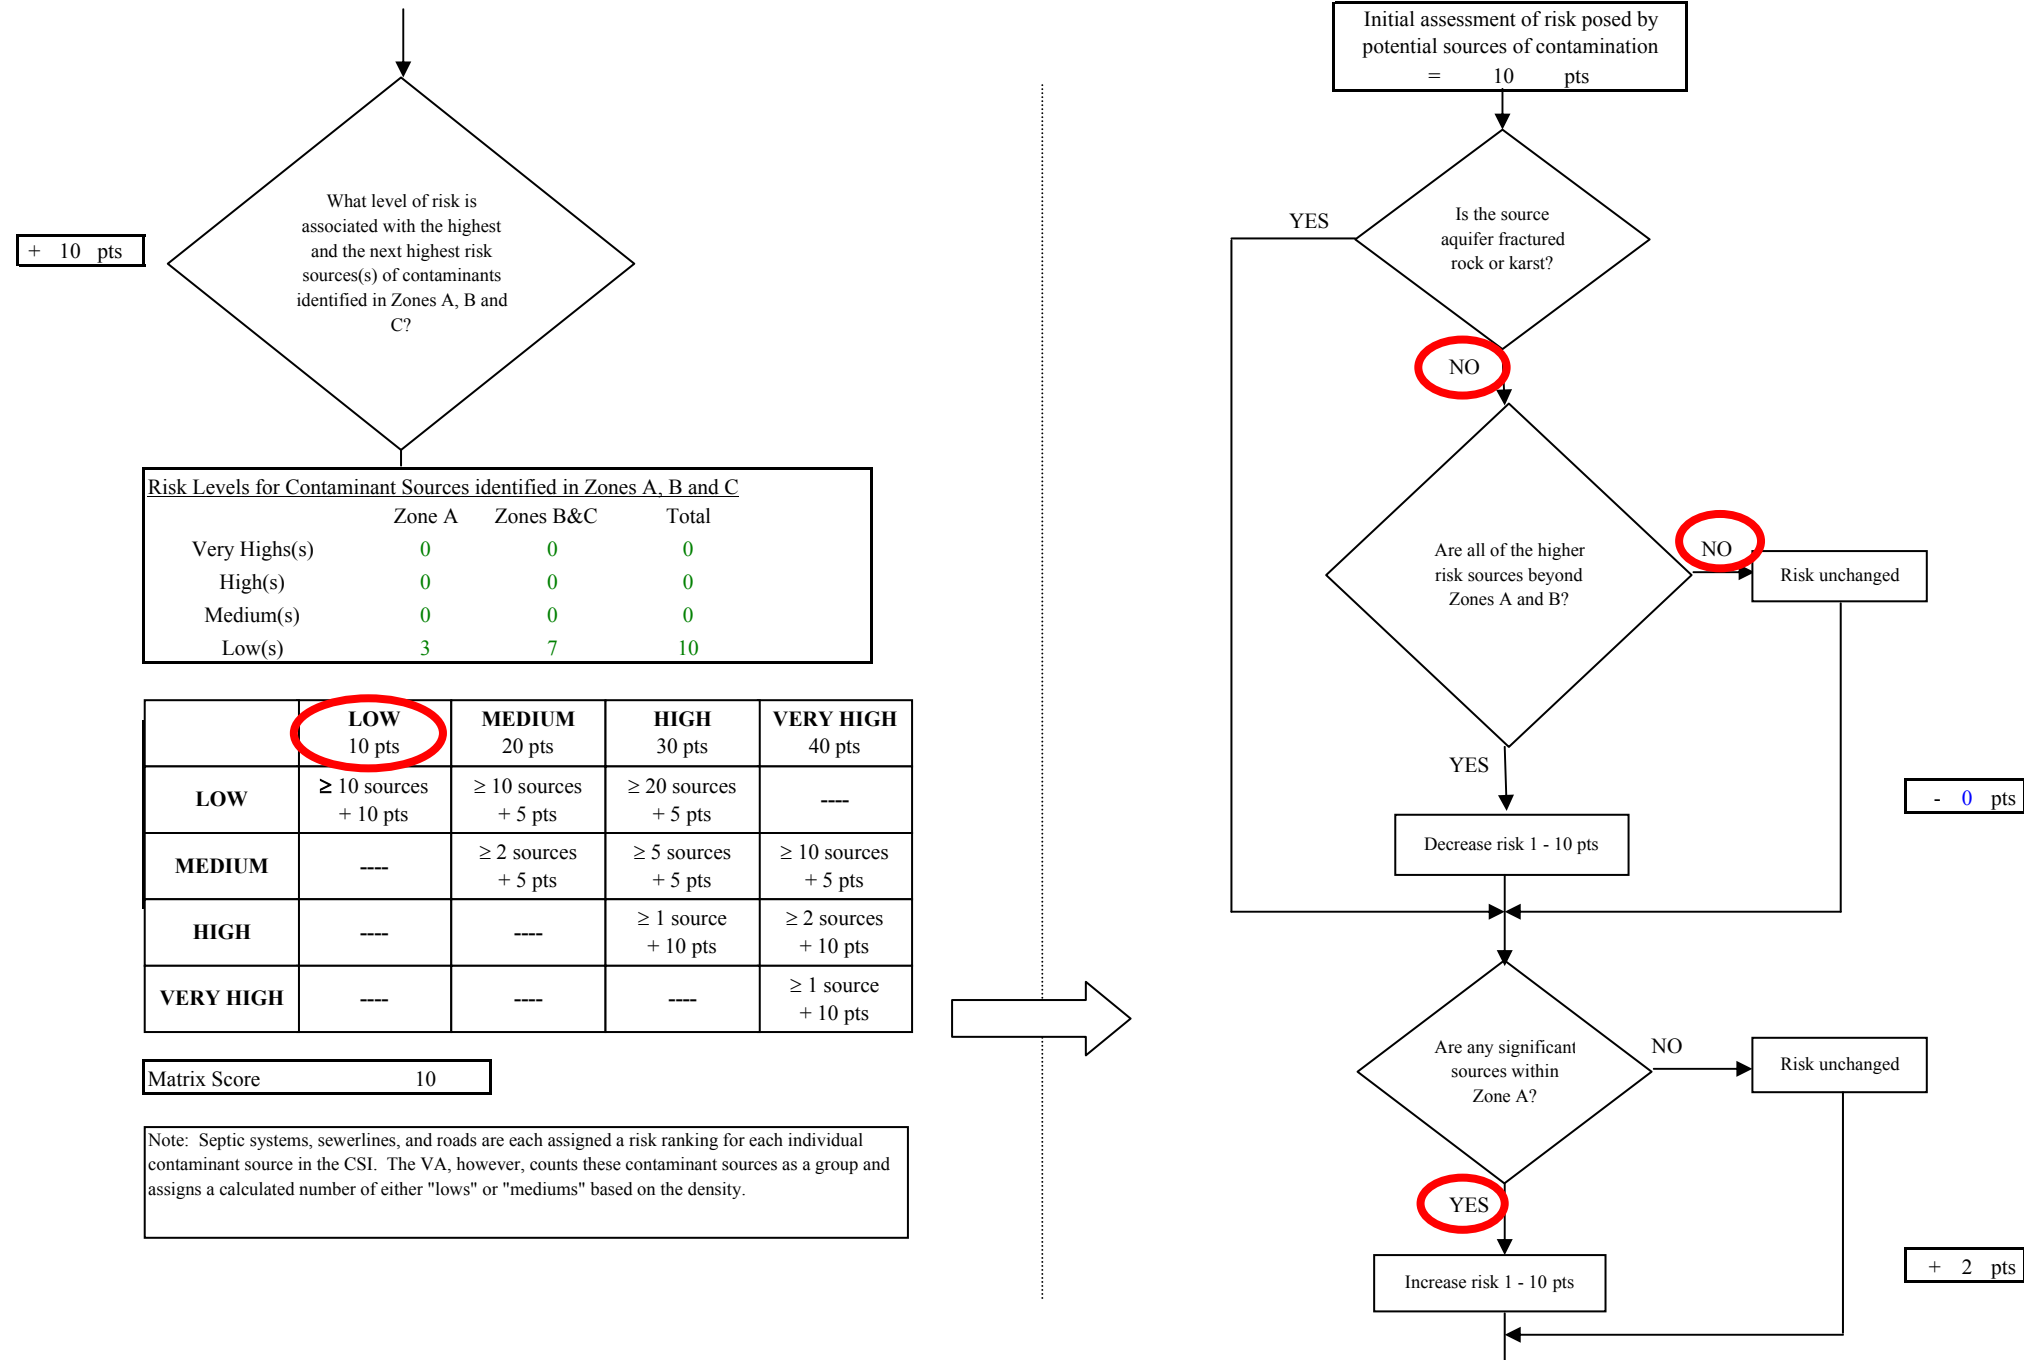 What level of risk is
associated with the highest
and the next highest risk
sources(s) of contaminants
identified in Zones A, B and
C?
+ 10 pts
Risk Levels for Contaminant Sources identified in Zones A, B and C
Zone A Zones B&C Total
Very Highs(s) 0 0 0
High(s) 0 0 0
Medium(s) 0 0 0
Low(s) 3 7 10
LOW MEDIUM HIGH VERY HIGH
10 pts 20 pts 30 pts 40 pts
LOW ≥ 10 sources ≥ 10 sources ≥ 20 sources ----
+ 10 pts + 5 pts + 5 pts
MEDIUM ---- ≥ 2 sources ≥ 5 sources ≥ 10 sources
+ 5 pts + 5 pts + 5 pts
HIGH ---- ---- ≥ 1 source ≥ 2 sources
+ 10 pts + 10 pts
VERY HIGH ---- ---- ---- ≥ 1 source
+ 10 pts
Matrix Score 10
Note: Septic systems, sewerlines, and roads are each assigned a risk ranking for each individual
contaminant source in the CSI. The VA, however, counts these contaminant sources as a group and
assigns a calculated number of either "lows" or "mediums" based on the density.
Initial assessment of risk posed by
potential sources of contamination
= 10 pts
Is the source
aquifer fractured
rock or karst?
YES
NO
Are all of the higher
risk sources beyond
Zones A and B?
NO
Risk unchanged
YES
- 0 pts
Decrease risk 1 - 10 pts
Are any significant
sources within
Zone A?
NO
Risk unchanged
YES
+ 2 pts
Increase risk 1 - 10 pts